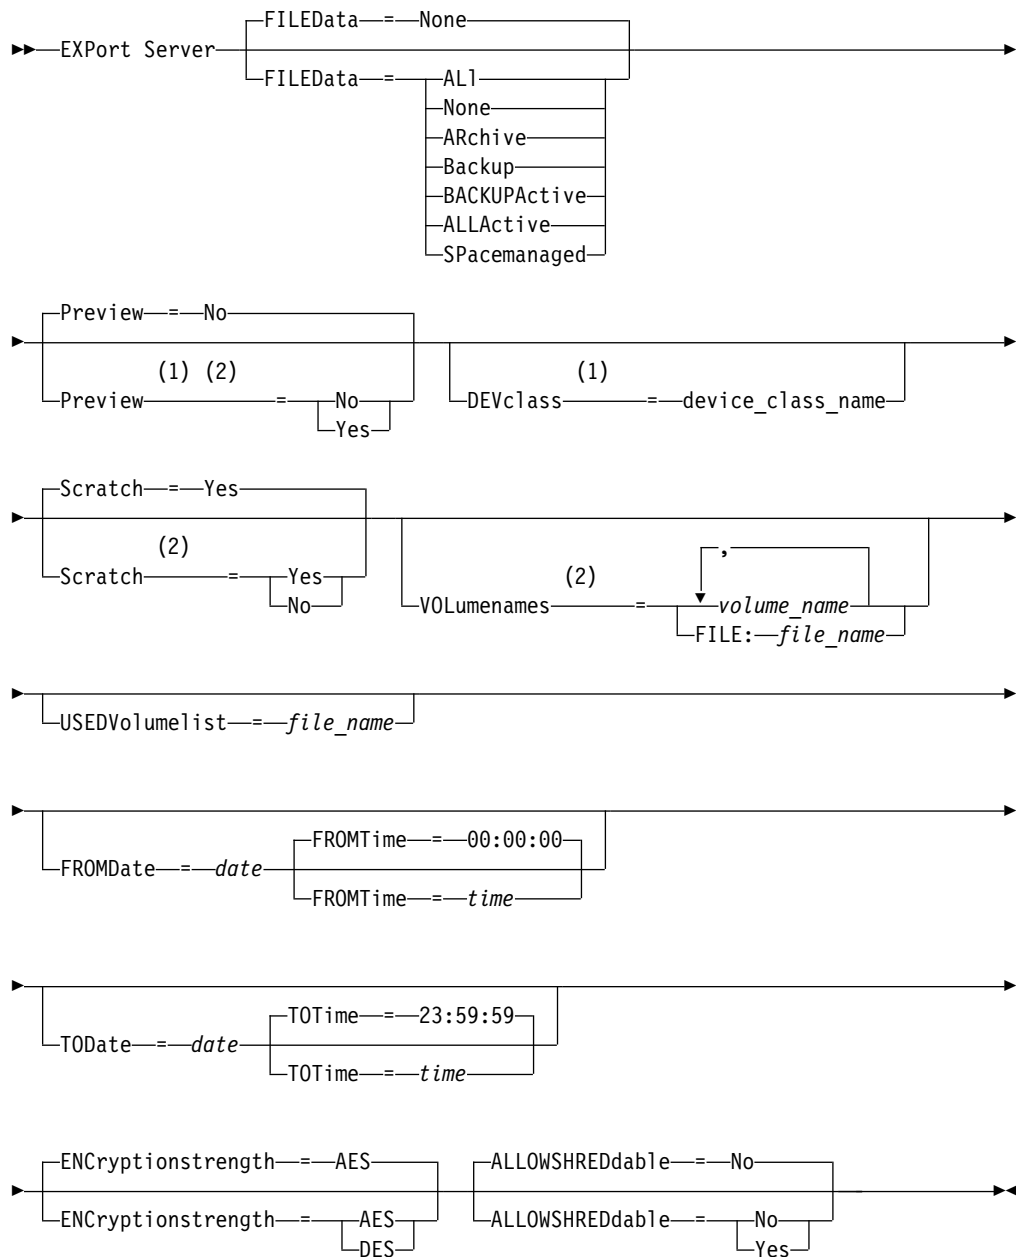 FILEData = None
EXPort Server
FILEData = ALl
None
ARchive
Backup
BACKUPActive
ALLActive
SPacemanaged
Preview = No
(1) (2)
Preview = No
Yes
(1)
DEVclass = device_class_name
Scratch = Yes
(2)
Scratch = Yes
No
,
(2)
VOLumenames = volume_name
FILE: file_name
USEDVolumelist = file_name
FROMTime = 00:00:00
FROMDate = date
FROMTime = time
TOTime = 23:59:59
TODate = date
TOTime = time
ENCryptionstrength = AES
ENCryptionstrength = AES
DES
ALLOWSHREDdable = No
ALLOWSHREDdable = No
Yes